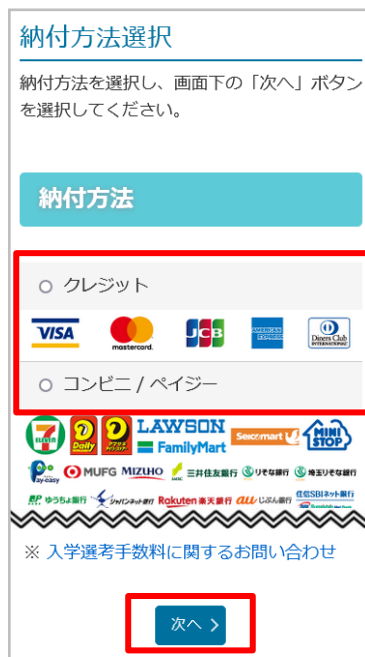 納付方法選択
納付方法を選択し、画面下の「次へ」ボタン
を選択してください。
納付方法
クレジット
VISA mastercard JCB AMERICAN EXPRESS Diners Club INTERNATIONAL
コンビニ / ペイジー
ELEVEN Daily LAWSON FamilyMart Seicomart MINI STOP
Pay-easy MUFG MIZUHO 三井住友銀行 りそな銀行 埼玉りそな銀行
ゆうちょ銀行 ジャパンネット銀行 Rakuten 楽天銀行 au じぶん銀行 住信SBIネット銀行
※ 入学選考手数料に関するお問い合わせ
次へ